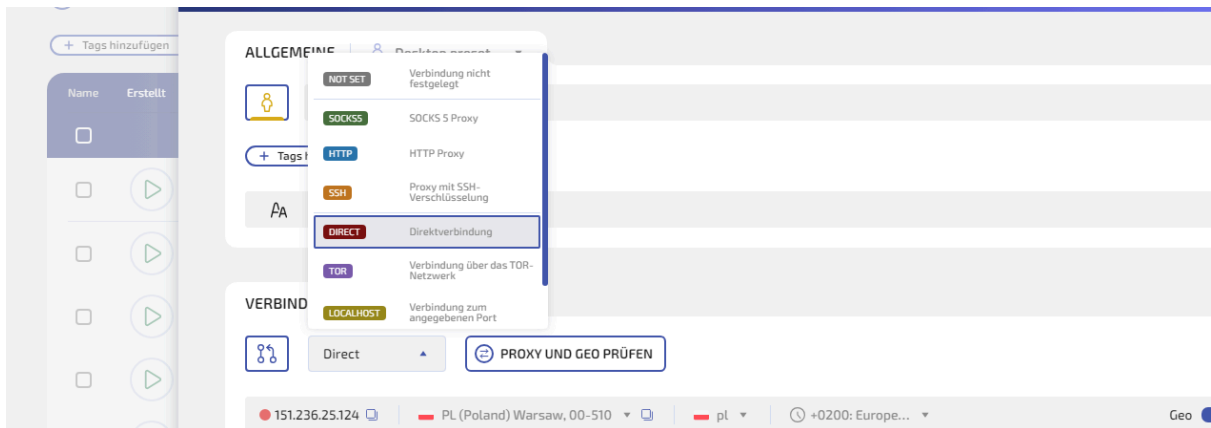 + Tags hinzufügen
Name Erstellt
ALLGEMEINE
NOT SET Verbindung nicht
festgelegt
SOCKS5 SOCKS 5 Proxy
+ Tags
HTTP HTTP Proxy
SSH Proxy mit SSH-
Verschlüsselung
AA
DIRECT Direktverbindung
TOR Verbindung über das TOR-
Netzwerk
VERBIND
LOCALHOST Verbindung zum
angegebenen Port
Direct PROXY UND GEO PRÜFEN
151.236.25.124 PL (Poland) Warsaw, 00-510 pl +0200: Europe... Geo